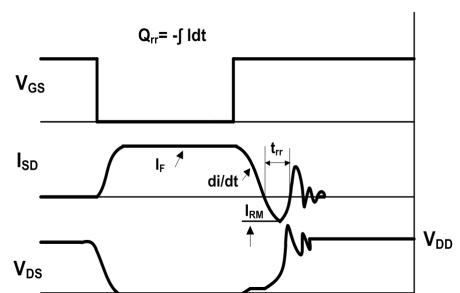 Qrr= -∫ Idt
VGS
ISD
IF
di/dt
trr
IRM
VDD
VDS